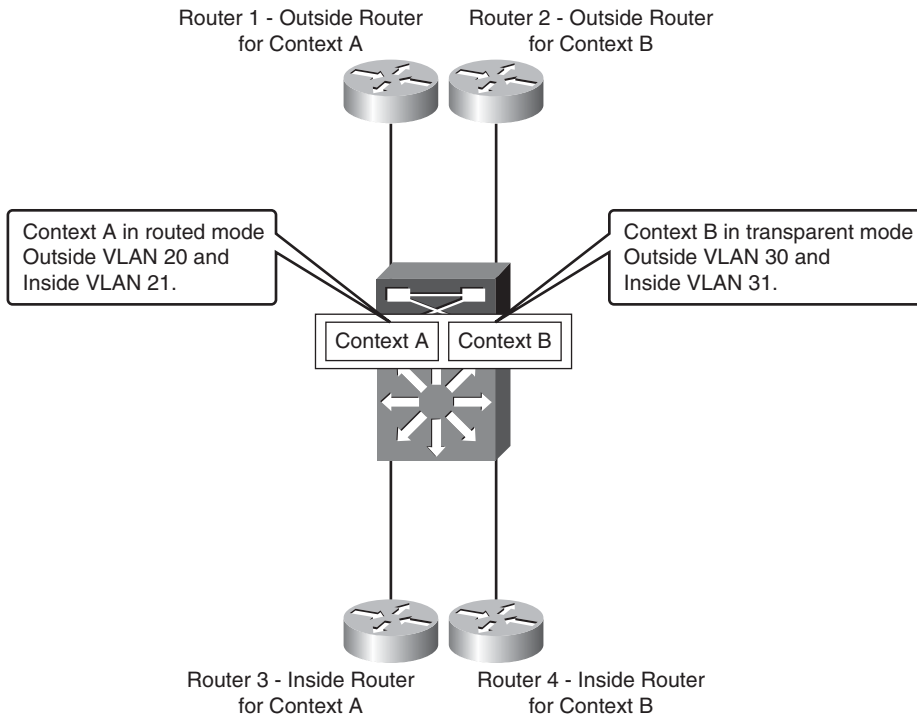 Router 1 - Outside Router
for Context A
Router 2 - Outside Router
for Context B
Context A in routed mode
Outside VLAN 20 and
Inside VLAN 21.
Context B in transparent mode
Outside VLAN 30 and
Inside VLAN 31.
Context A
Context B
Router 3 - Inside Router
for Context A
Router 4 - Inside Router
for Context B